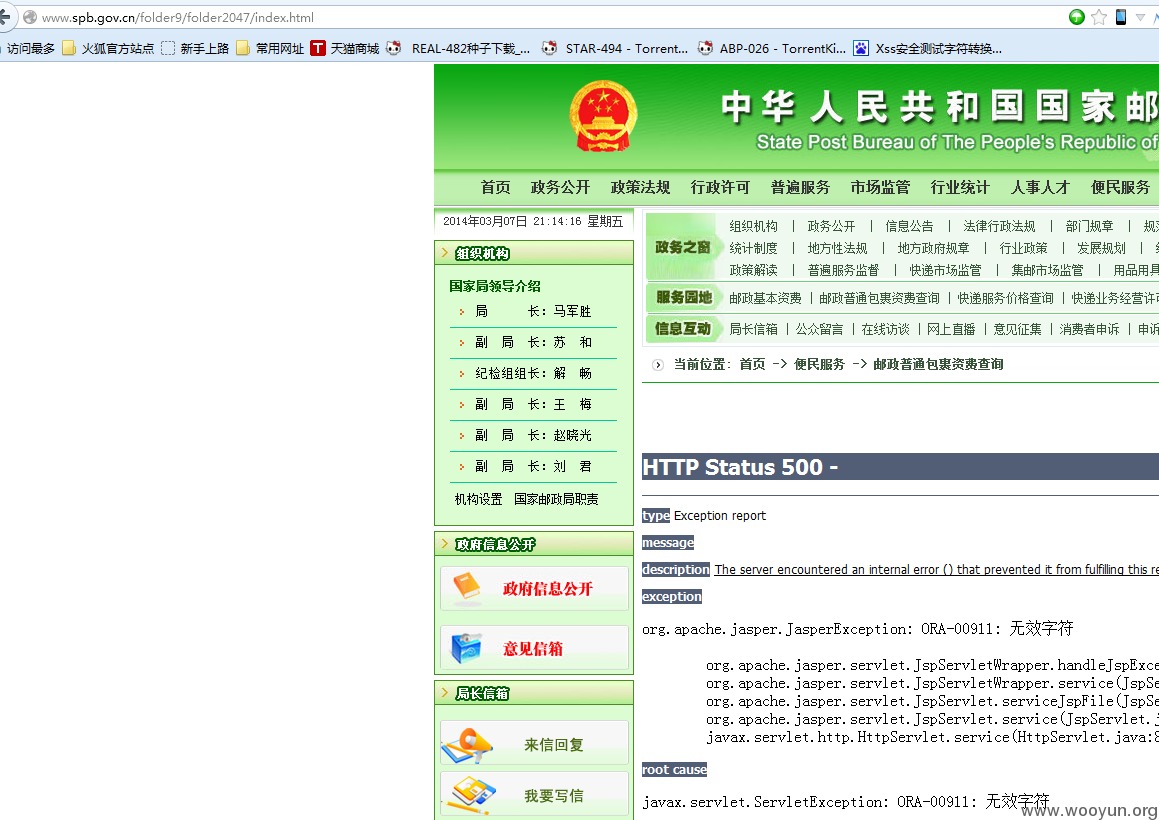 www.spb.gov.cn/folder9/folder2047/index.html
访问最多 火狐官方站点 新手上路 常用网址 T 天猫商城 REAL-482种子下载_... STAR-494 - Torrent... ABP-026 - TorrentKi... Xss安全测试字符转换...
中华人民共和国国家邮
State Post Bureau of The People's Republic of
首页 政务公开 政策法规 行政许可 普遍服务 市场监管 行业统计 人事人才 便民服务
2014年03月07日 21:14:16 星期五
组织机构
国家局领导介绍
局 长：马军胜
副 局 长：苏 和
纪检组组长：解 畅
副 局 长：王 梅
副 局 长：赵晓光
副 局 长：刘 君
机构设置 国家邮政局职责
政府信息公开
政府信息公开
意见信箱
局长信箱
来信回复
我要写信
政务之窗
组织机构 | 政务公开 | 信息公告 | 法律行政法规 | 部门规章 |
统计制度 | 地方性法规 | 地方政府规章 | 行业政策 | 发展规划 |
政策解读 | 普遍服务监督 | 快递市场监管 | 集邮市场监管 | 用品用具
服务园地 邮政基本资费 | 邮政普通包裹资费查询 | 快递服务价格查询 | 快递业务经营许可
信息互动 局长信箱 | 公众留言 | 在线访谈 | 网上直播 | 意见征集 | 消费者申诉 | 申诉
当前位置：首页 -> 便民服务 -> 邮政普通包裹资费查询
HTTP Status 500 -
type Exception report
message
description The server encountered an internal error () that prevented it from fulfilling this re
exception
org.apache.jasper.JasperException: ORA-00911: 无效字符
org.apache.jasper.servlet.JspServletWrapper.handleJspExce
org.apache.jasper.servlet.JspServletWrapper.service(JspSe
org.apache.jasper.servlet.JspServlet.serviceJspFile(JspSe
org.apache.jasper.servlet.JspServlet.service(JspServlet.j
javax.servlet.http.HttpServlet.service(HttpServlet.java:8
root cause
javax.servlet.ServletException: ORA-00911: 无效字符
www.wooyun.org